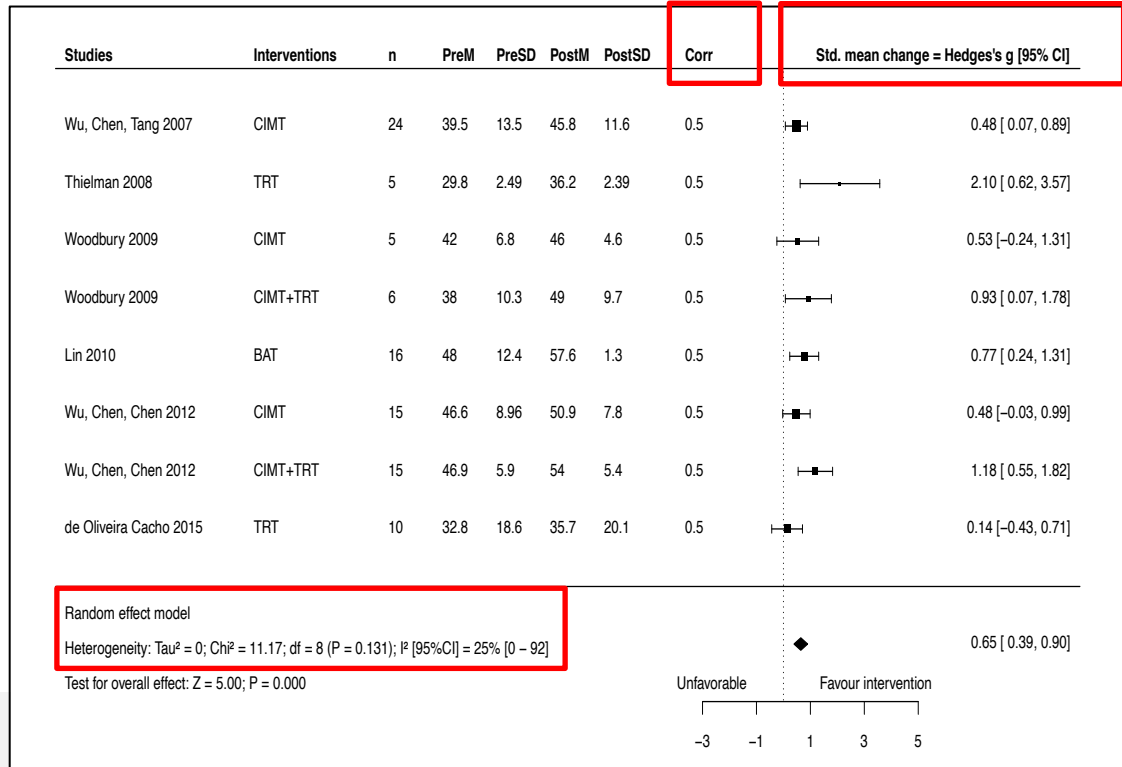 Studies Interventions n PreM PreSD PostM PostSD Corr Std. mean change = Hedges's g [95% CI]
Wu, Chen, Tang 2007 CIMT 24 39.5 13.5 45.8 11.6 0.5 0.48 [ 0.07, 0.89]
Thielman 2008 TRT 5 29.8 2.49 36.2 2.39 0.5 2.10 [ 0.62, 3.57]
Woodbury 2009 CIMT 5 42 6.8 46 4.6 0.5 0.53 [−0.24, 1.31]
Woodbury 2009 CIMT+TRT 6 38 10.3 49 9.7 0.5 0.93 [ 0.07, 1.78]
Lin 2010 BAT 16 48 12.4 57.6 1.3 0.5 0.77 [ 0.24, 1.31]
Wu, Chen, Chen 2012 CIMT 15 46.6 8.96 50.9 7.8 0.5 0.48 [−0.03, 0.99]
Wu, Chen, Chen 2012 CIMT+TRT 15 46.9 5.9 54 5.4 0.5 1.18 [ 0.55, 1.82]
de Oliveira Cacho 2015 TRT 10 32.8 18.6 35.7 20.1 0.5 0.14 [−0.43, 0.71]
Random effect model
Heterogeneity: Tau² = 0; Chi² = 11.17; df = 8 (P = 0.131); I² [95%CI] = 25% [0 − 92] 0.65 [ 0.39, 0.90]
Test for overall effect: Z = 5.00; P = 0.000 Unfavorable Favour intervention
−3 −1 1 3 5